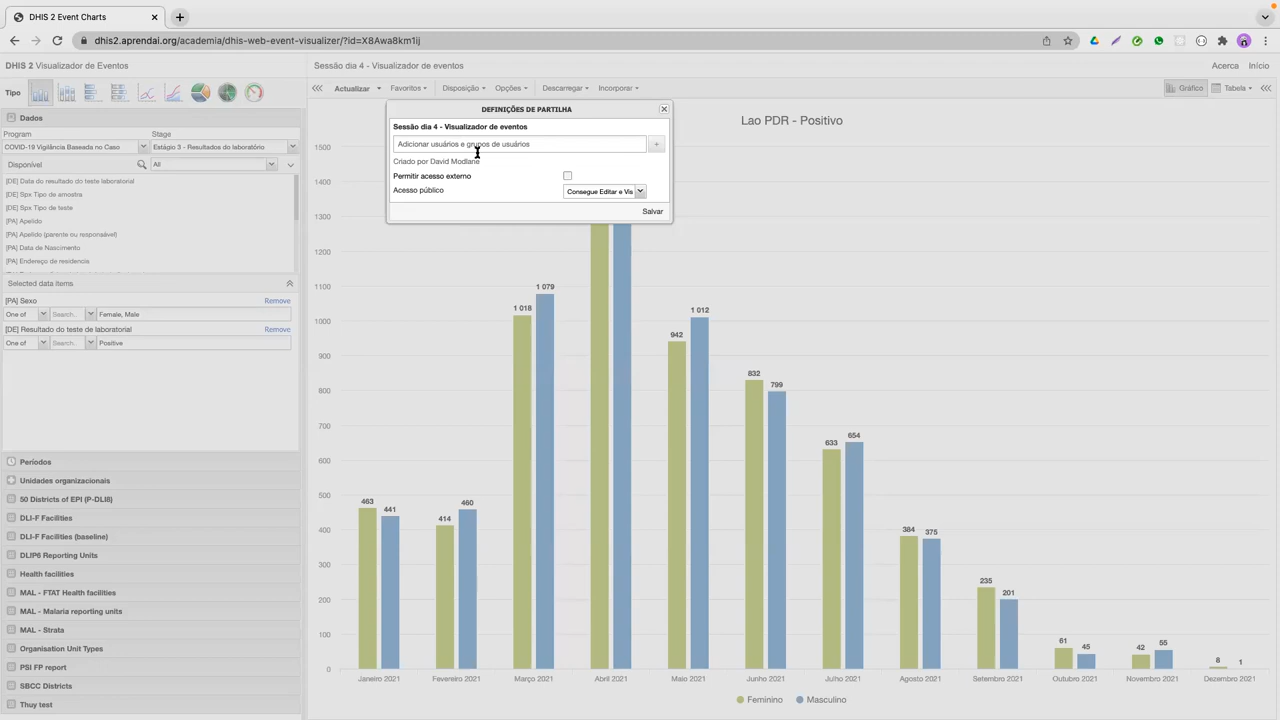 DHIS 2 Event Charts
dhis2.aprendai.org/academia/dhis-web-event-visualizer/?id=X8Awa8km1ij
DHIS 2 Visualizador de Eventos
Sessão dia 4 - Visualizador de eventos
Acerca
Início
Tipo
Actualizar
Favoritos
Disposição
Opções
Descarregar
Incorporar
Gráfico
Tabela
Dados
Program
Stage
COVID-19 Vigilância Baseada no Caso
Estágio 3 - Resultados do laboratório
Disponível
All
[DE] Data do resultado do teste laboratorial
[DE] Spx Tipo de amostra
[DE] Spx Tipo de teste
[PA] Apelido
[PA] Apelido (parente ou responsável)
[PA] Data de Nascimento
[PA] Endereço de residencia
Selected data items
[PA] Sexo
Remove
One of
Search..
Female, Male
[DE] Resultado do teste de laboratorial
Remove
One of
Search..
Positive
Períodos
Unidades organizacionais
50 Districts of EPI (P-DLI8)
DLI-F Facilities
DLI-F Facilities (baseline)
DLIP6 Reporting Units
Health facilities
MAL - FTAT Health facilities
MAL - Malaria reporting units
MAL - Strata
Organisation Unit Types
PSI FP report
SBCC Districts
Thuy test
DEFINIÇÕES DE PARTILHA
Sessão dia 4 - Visualizador de eventos
Adicionar usuários e grupos de usuários
+
Criado por David Modlane
Permitir acesso externo
Acesso público
Consegue Editar e Vis
Salvar
Lao PDR - Positivo
1500
1400
1300
1200
1100
1000
900
800
700
600
500
400
300
200
100
0
463
441
414
460
1 018
1 079
942
1 012
832
799
633
654
384
375
235
201
61
45
42
55
8
1
Janeiro 2021
Fevereiro 2021
Março 2021
Abril 2021
Maio 2021
Junho 2021
Julho 2021
Agosto 2021
Setembro 2021
Outubro 2021
Novembro 2021
Dezembro 2021
Feminino
Masculino